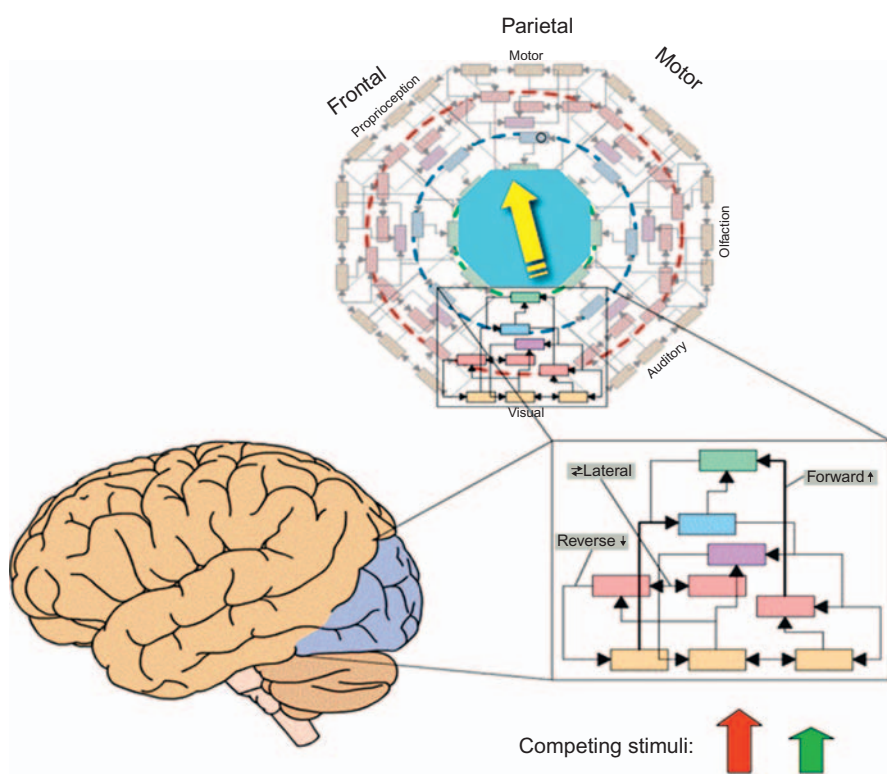 Parietal
Motor
Frontal
Motor
Proprioception
Olfaction
Auditory
Visual
⇄Lateral
Forward↑
Reverse↓
Competing stimuli: